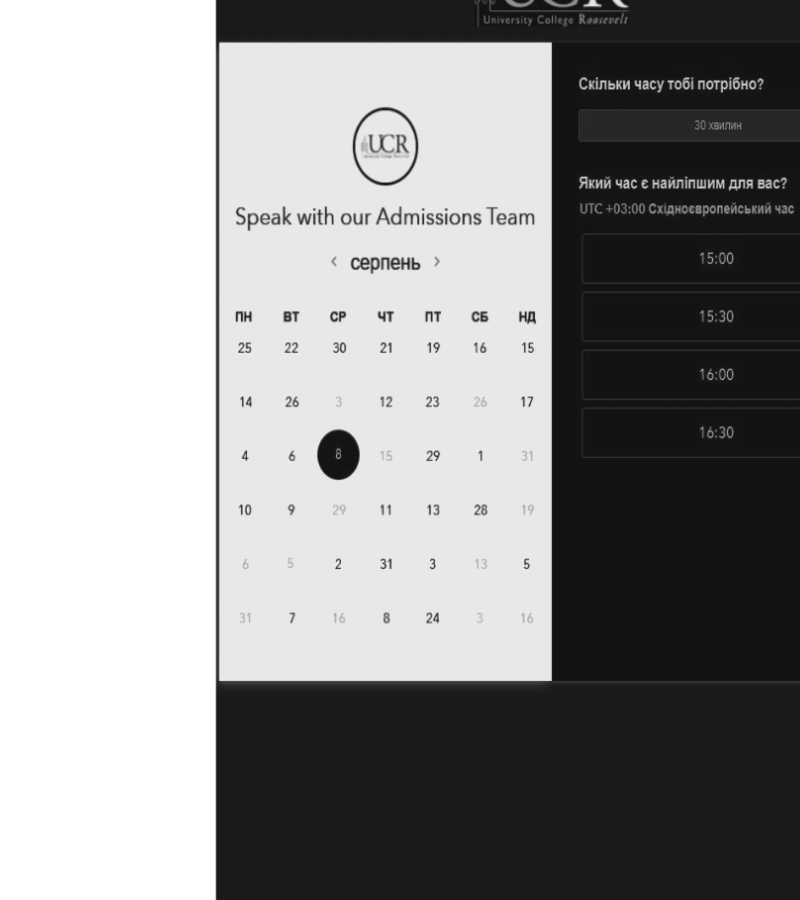 UCR
University College Roosevelt
UCR
Speak with our Admissions Team
< серпень >
ПН ВТ СР ЧТ ПТ СБ НД
25 22 30 21 19 16 15
14 26 3 12 23 26 17
4 6 8 15 29 1 31
10 9 29 11 13 28 19
6 5 2 31 3 13 5
31 7 16 8 24 3 16
Скільки часу тобі потрібно?
30 хвилин
Який час є найліпшим для вас?
UTC +03:00 Східноєвропейський час
15:00
15:30
16:00
16:30